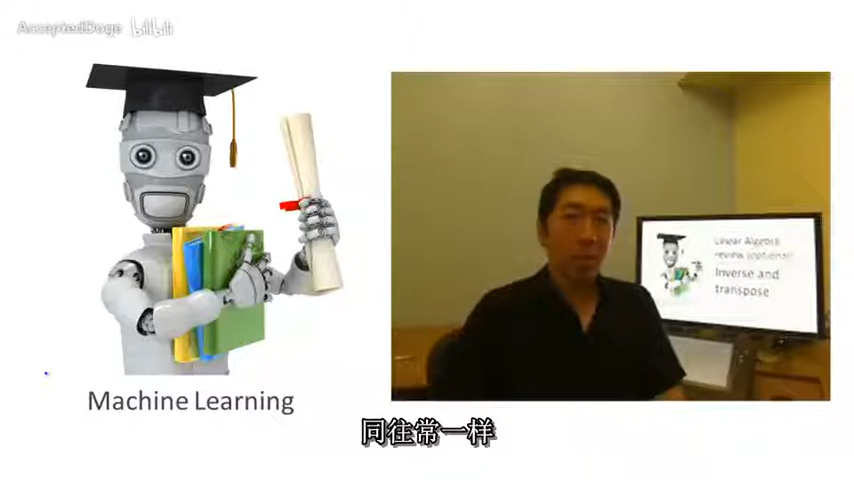 AcceptedDoge bilibili
Linear Algebra
review (optional)
Inverse and
transpose
Machine Learning
同往常一样